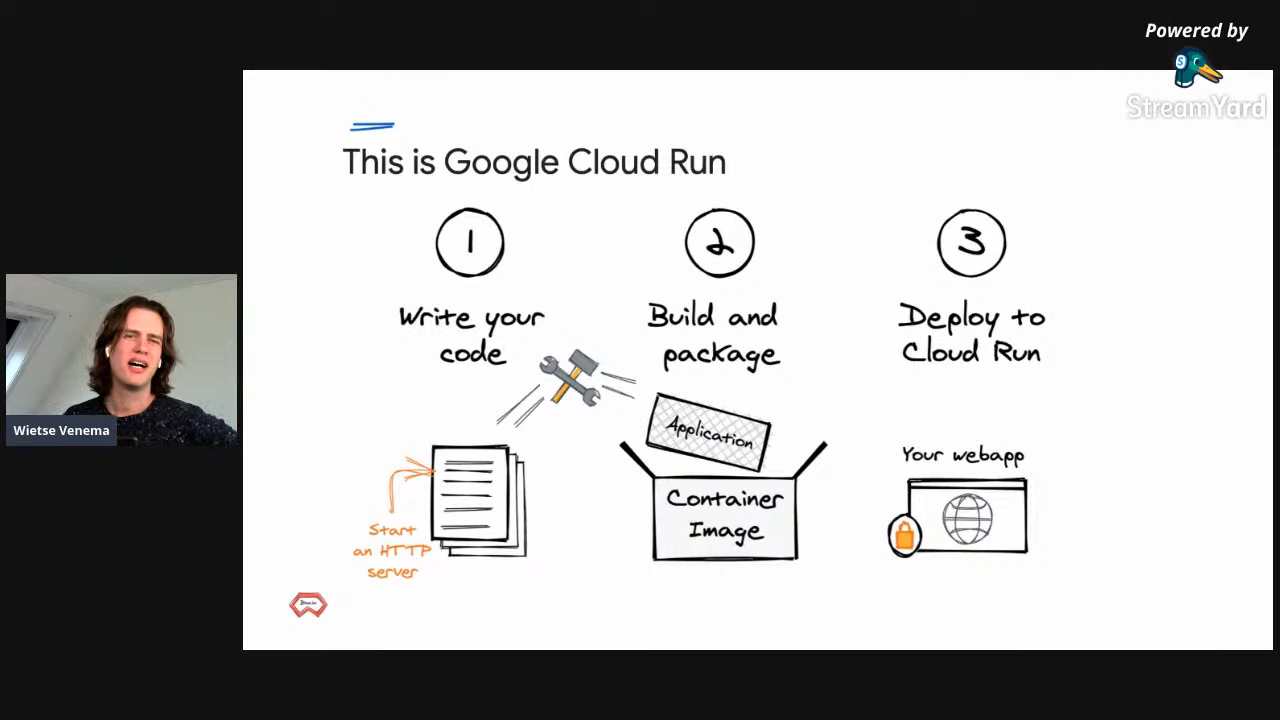 Powered by
S
StreamYard
This is Google Cloud Run
1
2
3
Write your
code
Build and
package
Deploy to
Cloud Run
Application
Container
Image
Your webapp
Start
an HTTP
server
Wietse Venema